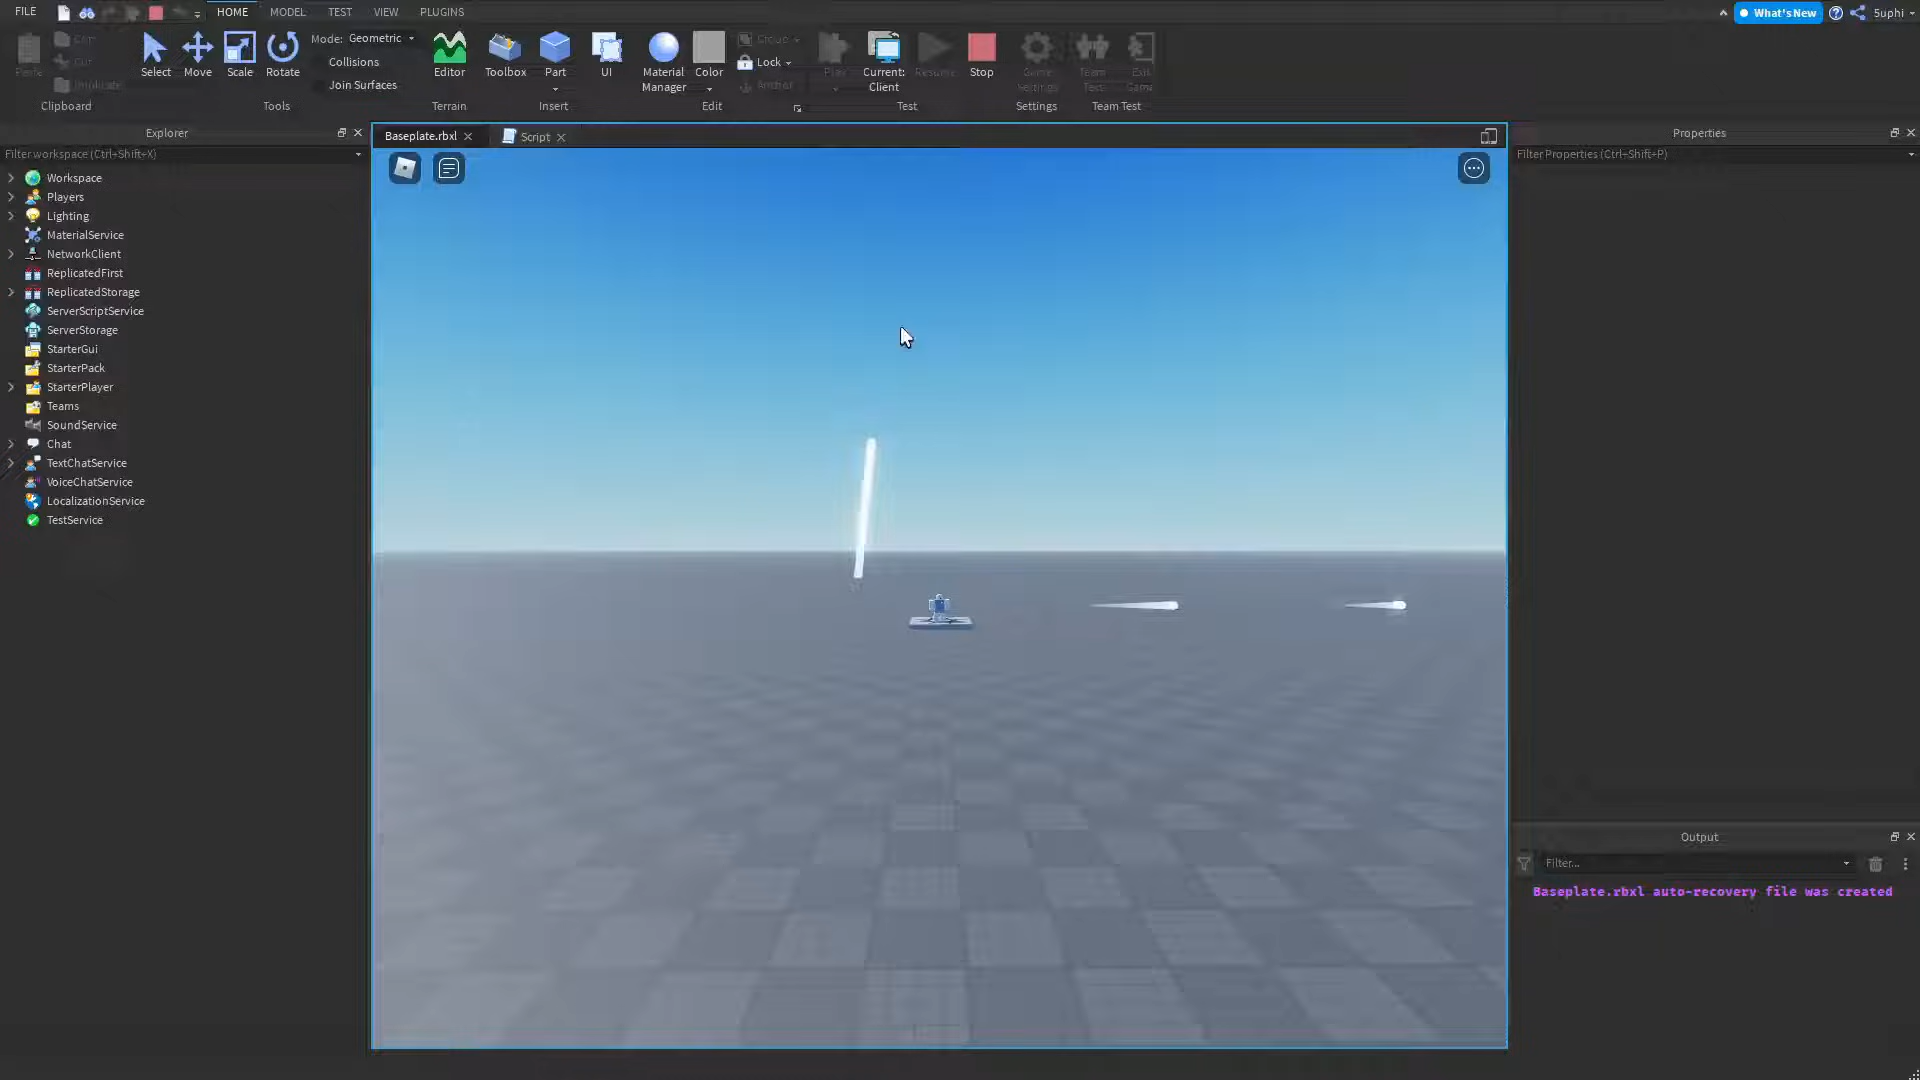 FILE HOME MODEL TEST VIEW PLUGINS What's New 5uphi
Mode: Geometric
Collisions
Join Surfaces
Select Move Scale Rotate Editor Toolbox Part UI Material Manager Color Group Lock Anchor Play Current: Client Resume Stop Game Settings Team Test Exit Game
Clipboard Tools Terrain Insert Edit Test Settings Team Test
Explorer
Filter workspace (Ctrl+Shift+X)
Workspace
Players
Lighting
MaterialService
NetworkClient
ReplicatedFirst
ReplicatedStorage
ServerScriptService
ServerStorage
StarterGui
StarterPack
StarterPlayer
Teams
SoundService
Chat
TextChatService
VoiceChatService
LocalizationService
TestService
Baseplate.rbxl Script
Properties
Filter Properties (Ctrl+Shift+P)
Output
Filter...
Baseplate.rbxl auto-recovery file was created